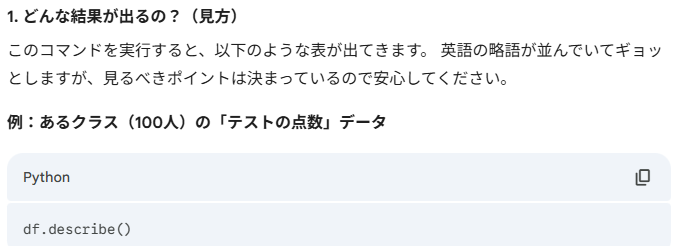 1. どんな結果が出るの？（見方）
このコマンドを実行すると、以下のような表が出てきます。 英語の略語が並んでいてギョッ
としますが、見るべきポイントは決まっているので安心してください。
例：あるクラス（100人）の「テストの点数」データ
Python
df.describe()